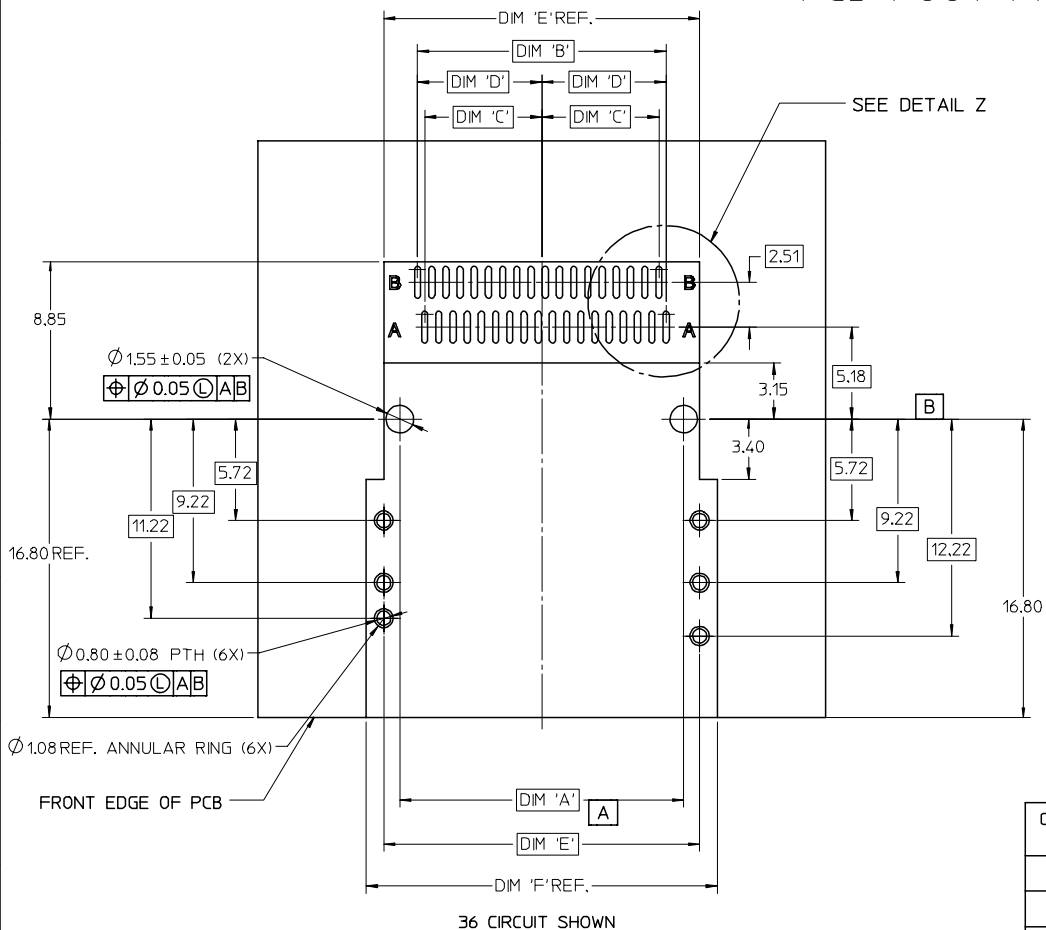 DIM 'E' REF.
DIM 'B'
DIM 'D' DIM 'D'
DIM 'C' DIM 'C'
SEE DETAIL Z
2.51
B B
A A
8.85
Ø1.55±0.05 (2X)
⌖ Ø0.05 Ⓛ A B
3.15
5.18
B
3.40
5.72
5.72
9.22
9.22
11.22
12.22
16.80 REF.
16.80
Ø0.80±0.08 PTH (6X)
⌖ Ø0.05 Ⓛ A B
Ø1.08 REF. ANNULAR RING (6X)
FRONT EDGE OF PCB
DIM 'A'
A
DIM 'E'
DIM 'F' REF.
36 CIRCUIT SHOWN